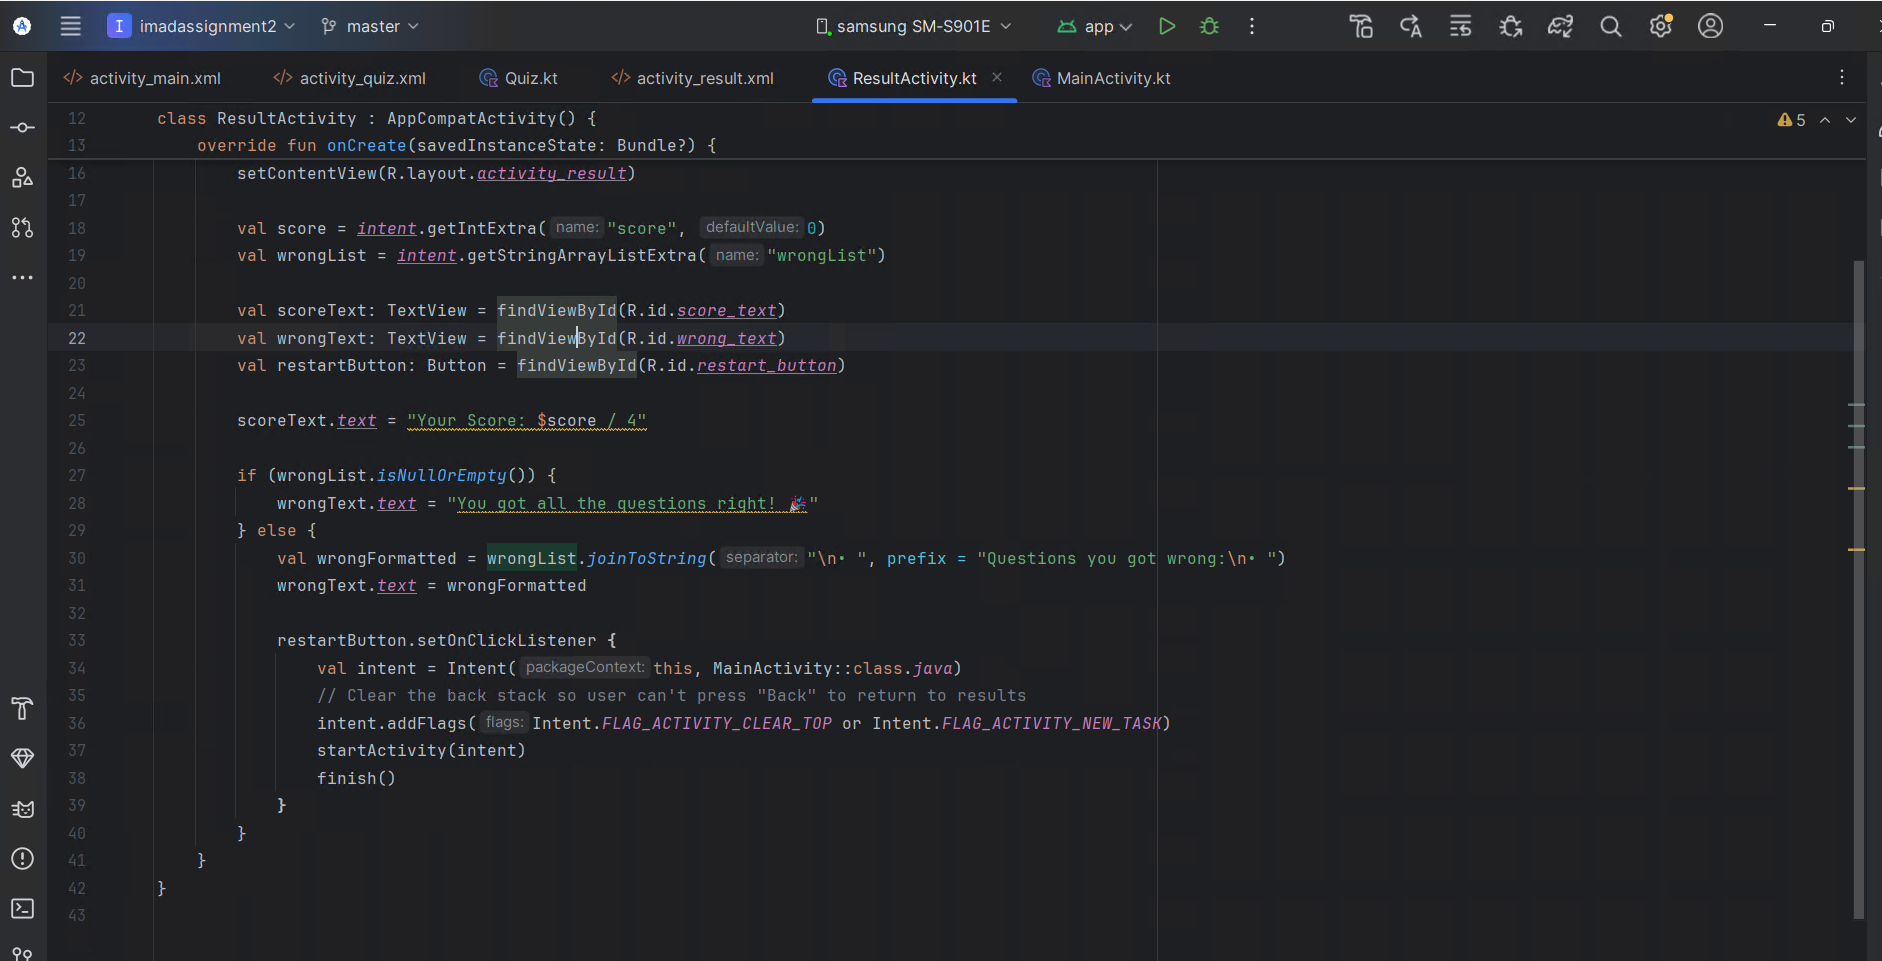 I imadassignment2 master samsung SM-S901E app
activity_main.xml activity_quiz.xml Quiz.kt activity_result.xml ResultActivity.kt MainActivity.kt
12 class ResultActivity : AppCompatActivity() { 5
13 override fun onCreate(savedInstanceState: Bundle?) {
16 setContentView(R.layout.activity_result)
17
18 val score = intent.getIntExtra( name: "score", defaultValue: 0)
19 val wrongList = intent.getStringArrayListExtra( name: "wrongList")
20
21 val scoreText: TextView = findViewById(R.id.score_text)
22 val wrongText: TextView = findViewById(R.id.wrong_text)
23 val restartButton: Button = findViewById(R.id.restart_button)
24
25 scoreText.text = "Your Score: $score / 4"
26
27 if (wrongList.isNullOrEmpty()) {
28 wrongText.text = "You got all the questions right! 🎉"
29 } else {
30 val wrongFormatted = wrongList.joinToString( separator: "\n• ", prefix = "Questions you got wrong:\n• ")
31 wrongText.text = wrongFormatted
32
33 restartButton.setOnClickListener {
34 val intent = Intent( packageContext: this, MainActivity::class.java)
35 // Clear the back stack so user can't press "Back" to return to results
36 intent.addFlags( flags: Intent.FLAG_ACTIVITY_CLEAR_TOP or Intent.FLAG_ACTIVITY_NEW_TASK)
37 startActivity(intent)
38 finish()
39 }
40 }
41 }
42 }
43